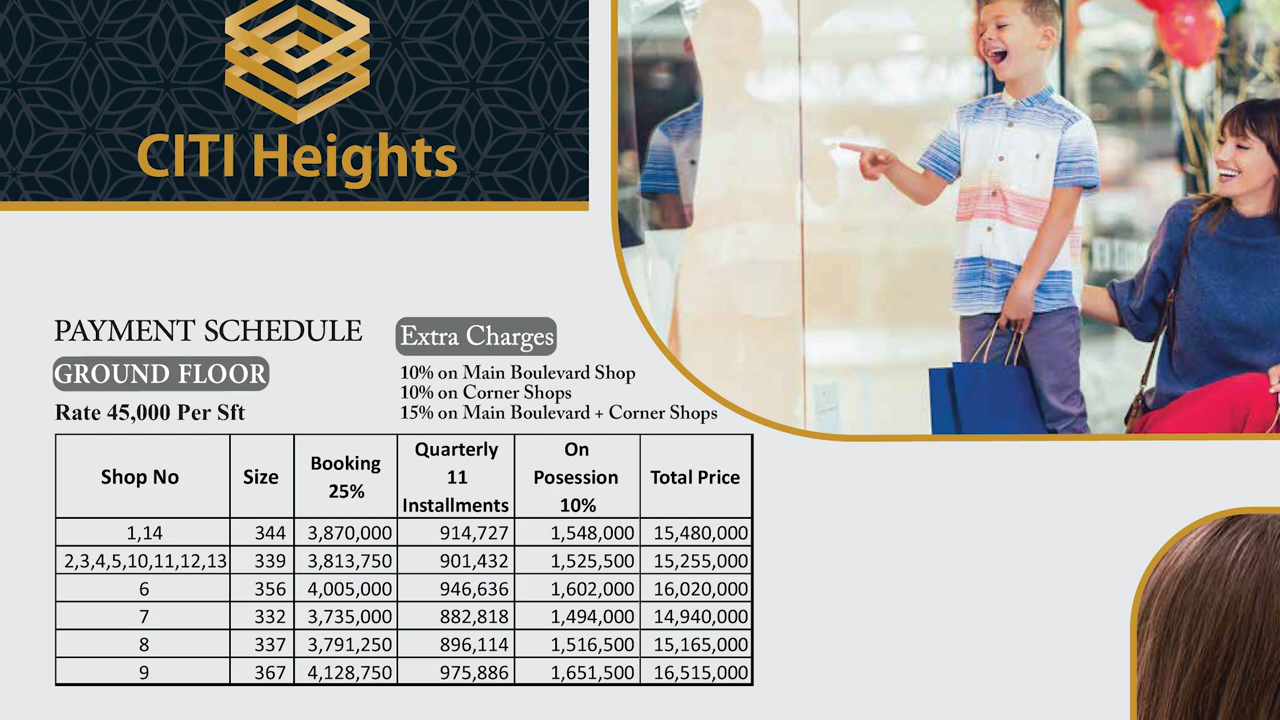 CITI Heights
PAYMENT SCHEDULE
GROUND FLOOR
Rate 45,000 Per Sft
Extra Charges
10% on Main Boulevard Shop
10% on Corner Shops
15% on Main Boulevard + Corner Shops
Shop No Size Booking 25% Quarterly 11 Installments On Posession 10% Total Price
1,14 344 3,870,000 914,727 1,548,000 15,480,000
2,3,4,5,10,11,12,13 339 3,813,750 901,432 1,525,500 15,255,000
6 356 4,005,000 946,636 1,602,000 16,020,000
7 332 3,735,000 882,818 1,494,000 14,940,000
8 337 3,791,250 896,114 1,516,500 15,165,000
9 367 4,128,750 975,886 1,651,500 16,515,000